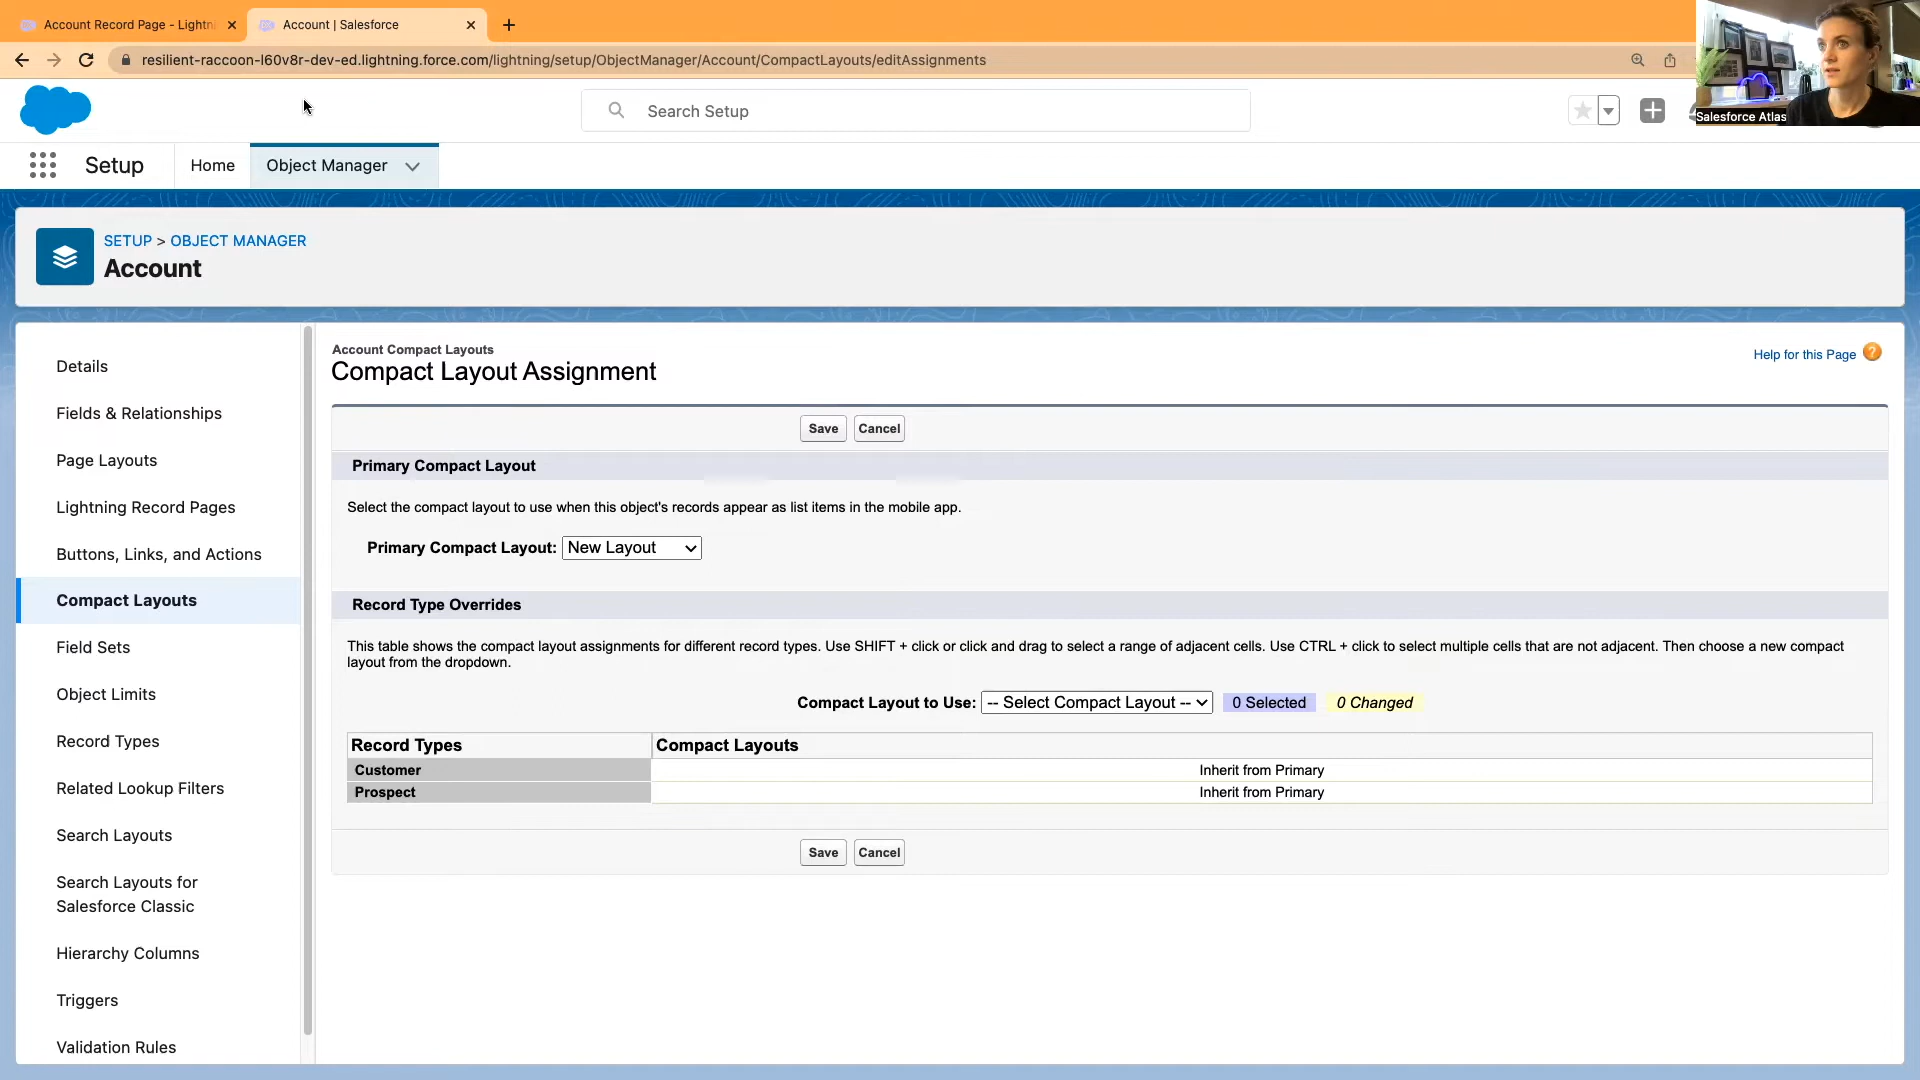 Account Record Page - Lightni
Account | Salesforce
resilient-raccoon-l60v8r-dev-ed.lightning.force.com/lightning/setup/ObjectManager/Account/CompactLayouts/editAssignments
Salesforce Atlas
Search Setup
Setup
Home
Object Manager
SETUP > OBJECT MANAGER
Account
Details
Fields & Relationships
Page Layouts
Lightning Record Pages
Buttons, Links, and Actions
Compact Layouts
Field Sets
Object Limits
Record Types
Related Lookup Filters
Search Layouts
Search Layouts for
Salesforce Classic
Hierarchy Columns
Triggers
Validation Rules
Account Compact Layouts
Compact Layout Assignment
Help for this Page ?
Save Cancel
Primary Compact Layout
Select the compact layout to use when this object's records appear as list items in the mobile app.
Primary Compact Layout: New Layout
Record Type Overrides
This table shows the compact layout assignments for different record types. Use SHIFT + click or click and drag to select a range of adjacent cells. Use CTRL + click to select multiple cells that are not adjacent. Then choose a new compact
layout from the dropdown.
Compact Layout to Use: -- Select Compact Layout -- 0 Selected 0 Changed
Record Types Compact Layouts
Customer Inherit from Primary
Prospect Inherit from Primary
Save Cancel